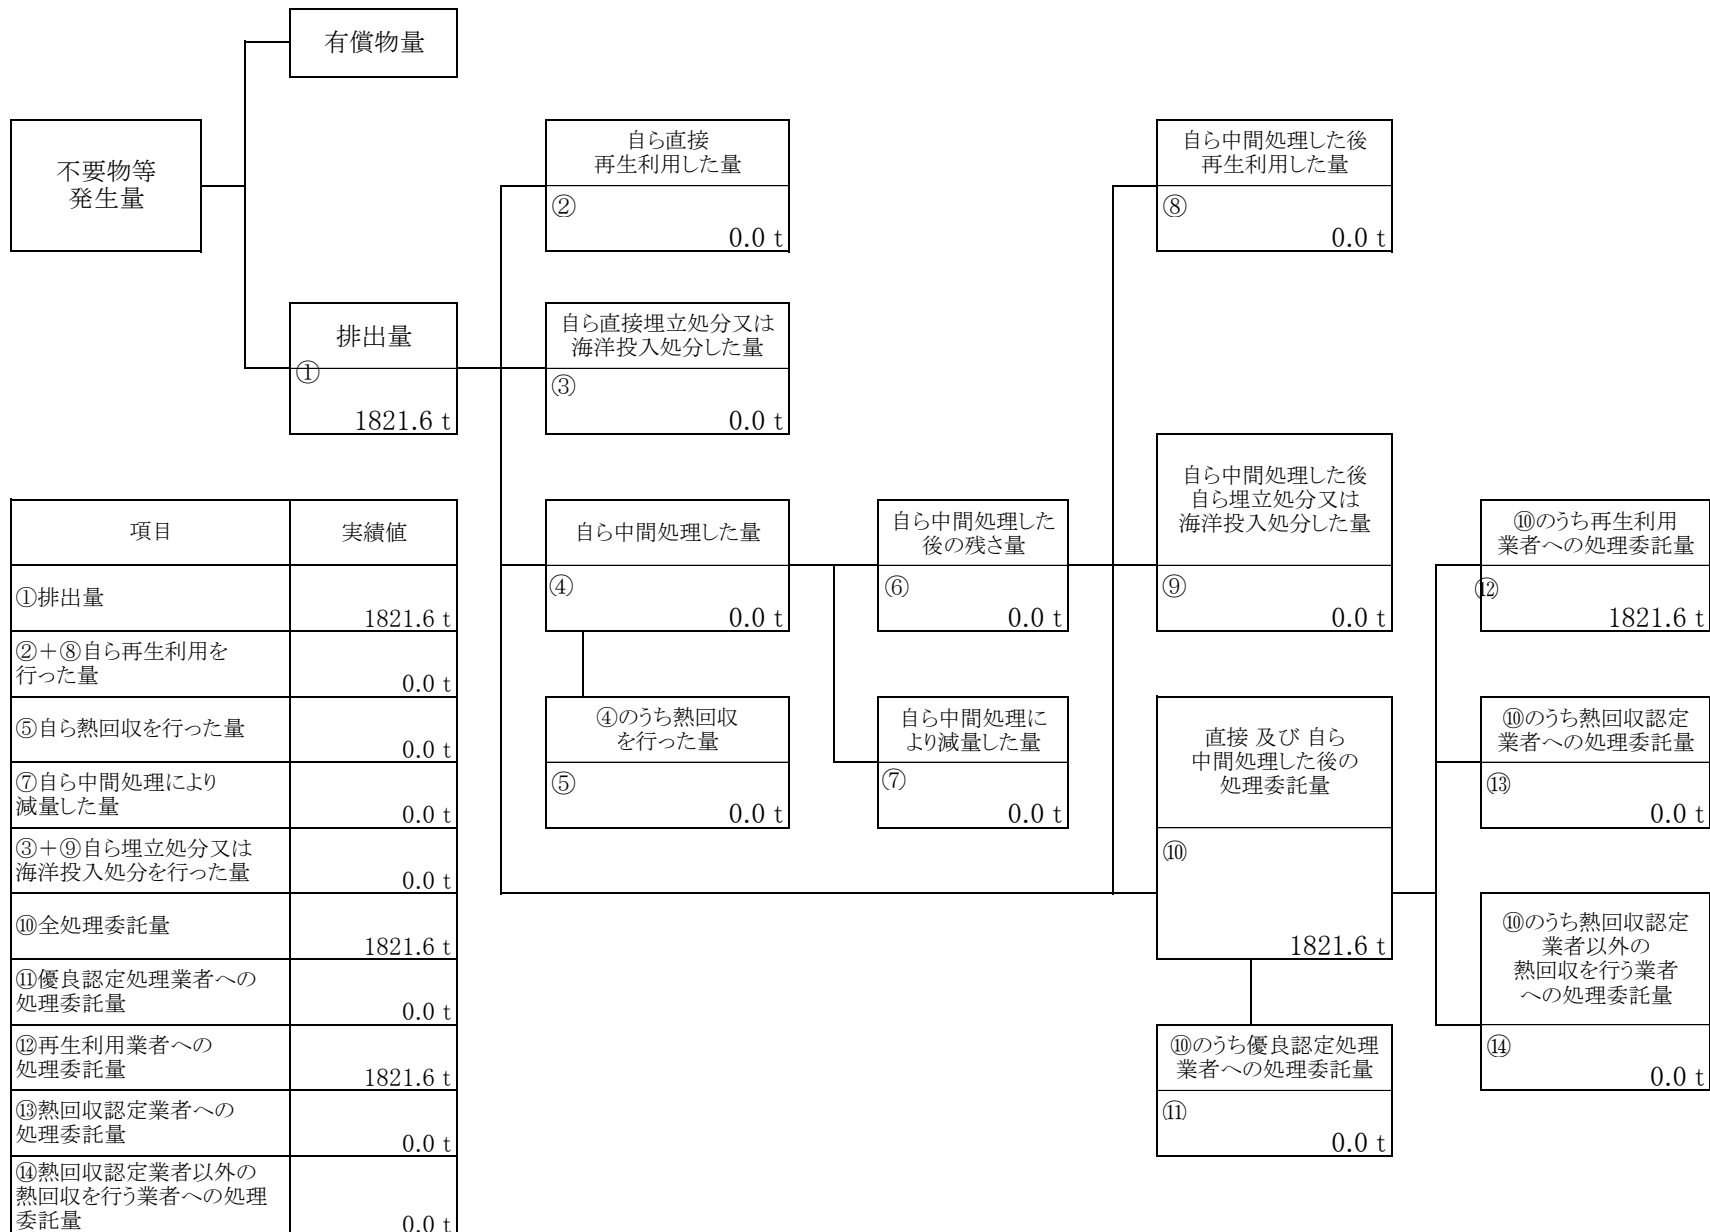 有償物量
不要物等
発生量
自ら直接
再生利用した量
②
0.0 t
自ら中間処理した後
再生利用した量
⑧
0.0 t
排出量
①
1821.6 t
自ら直接埋立処分又は
海洋投入処分した量
③
0.0 t
自ら中間処理した量
④
0.0 t
自ら中間処理した
後の残さ量
⑥
0.0 t
自ら中間処理した後
自ら埋立処分又は
海洋投入処分した量
⑨
0.0 t
⑩のうち再生利用
業者への処理委託量
⑫
1821.6 t
④のうち熱回収
を行った量
⑤
0.0 t
自ら中間処理に
より減量した量
⑦
0.0 t
直接 及び 自ら
中間処理した後の
処理委託量
⑩
1821.6 t
⑩のうち熱回収認定
業者への処理委託量
⑬
0.0 t
⑩のうち熱回収認定
業者以外の
熱回収を行う業者
への処理委託量
⑭
0.0 t
⑩のうち優良認定処理
業者への処理委託量
⑪
0.0 t
項目 実績値
①排出量
1821.6 t
②+⑧自ら再生利用を
行った量
0.0 t
⑤自ら熱回収を行った量
0.0 t
⑦自ら中間処理により
減量した量
0.0 t
③+⑨自ら埋立処分又は
海洋投入処分を行った量
0.0 t
⑩全処理委託量
1821.6 t
⑪優良認定処理業者への
処理委託量
0.0 t
⑫再生利用業者への
処理委託量
1821.6 t
⑬熱回収認定業者への
処理委託量
0.0 t
⑭熱回収認定業者以外の
熱回収を行う業者への処理
委託量
0.0 t